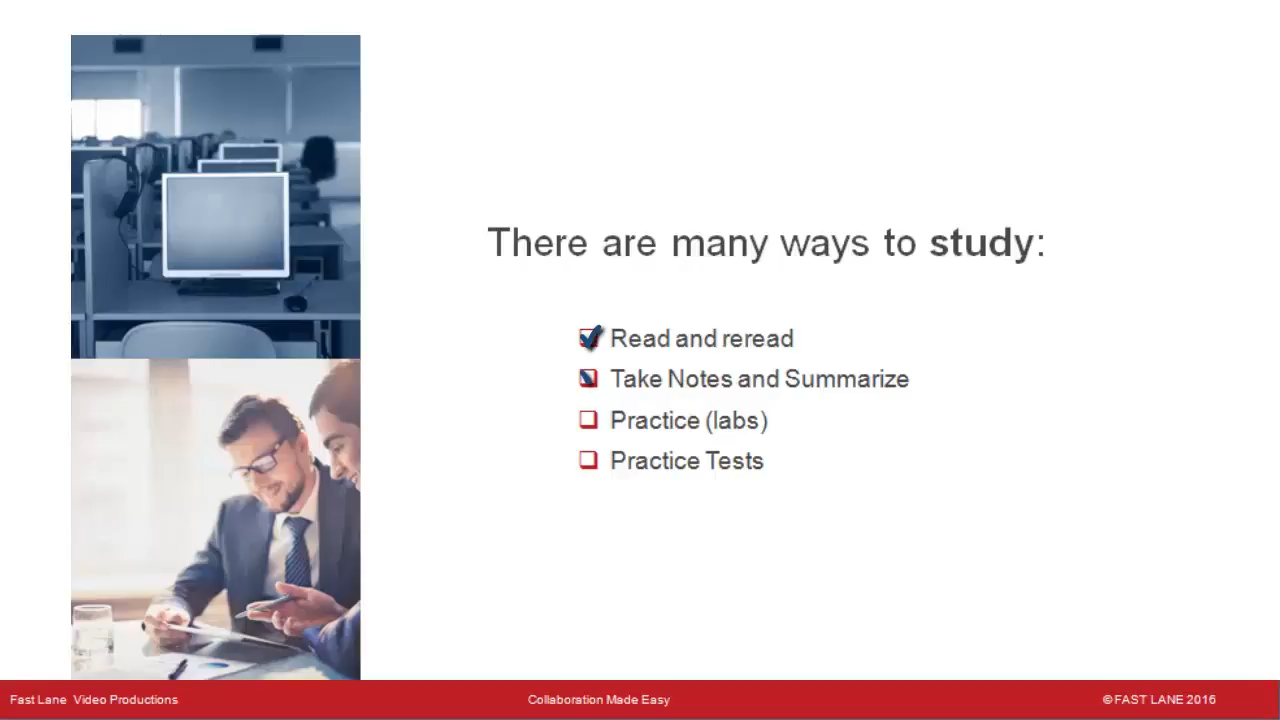 There are many ways to study:
Read and reread
Take Notes and Summarize
Practice (labs)
Practice Tests
Fast Lane Video Productions
Collaboration Made Easy
© FAST LANE 2016